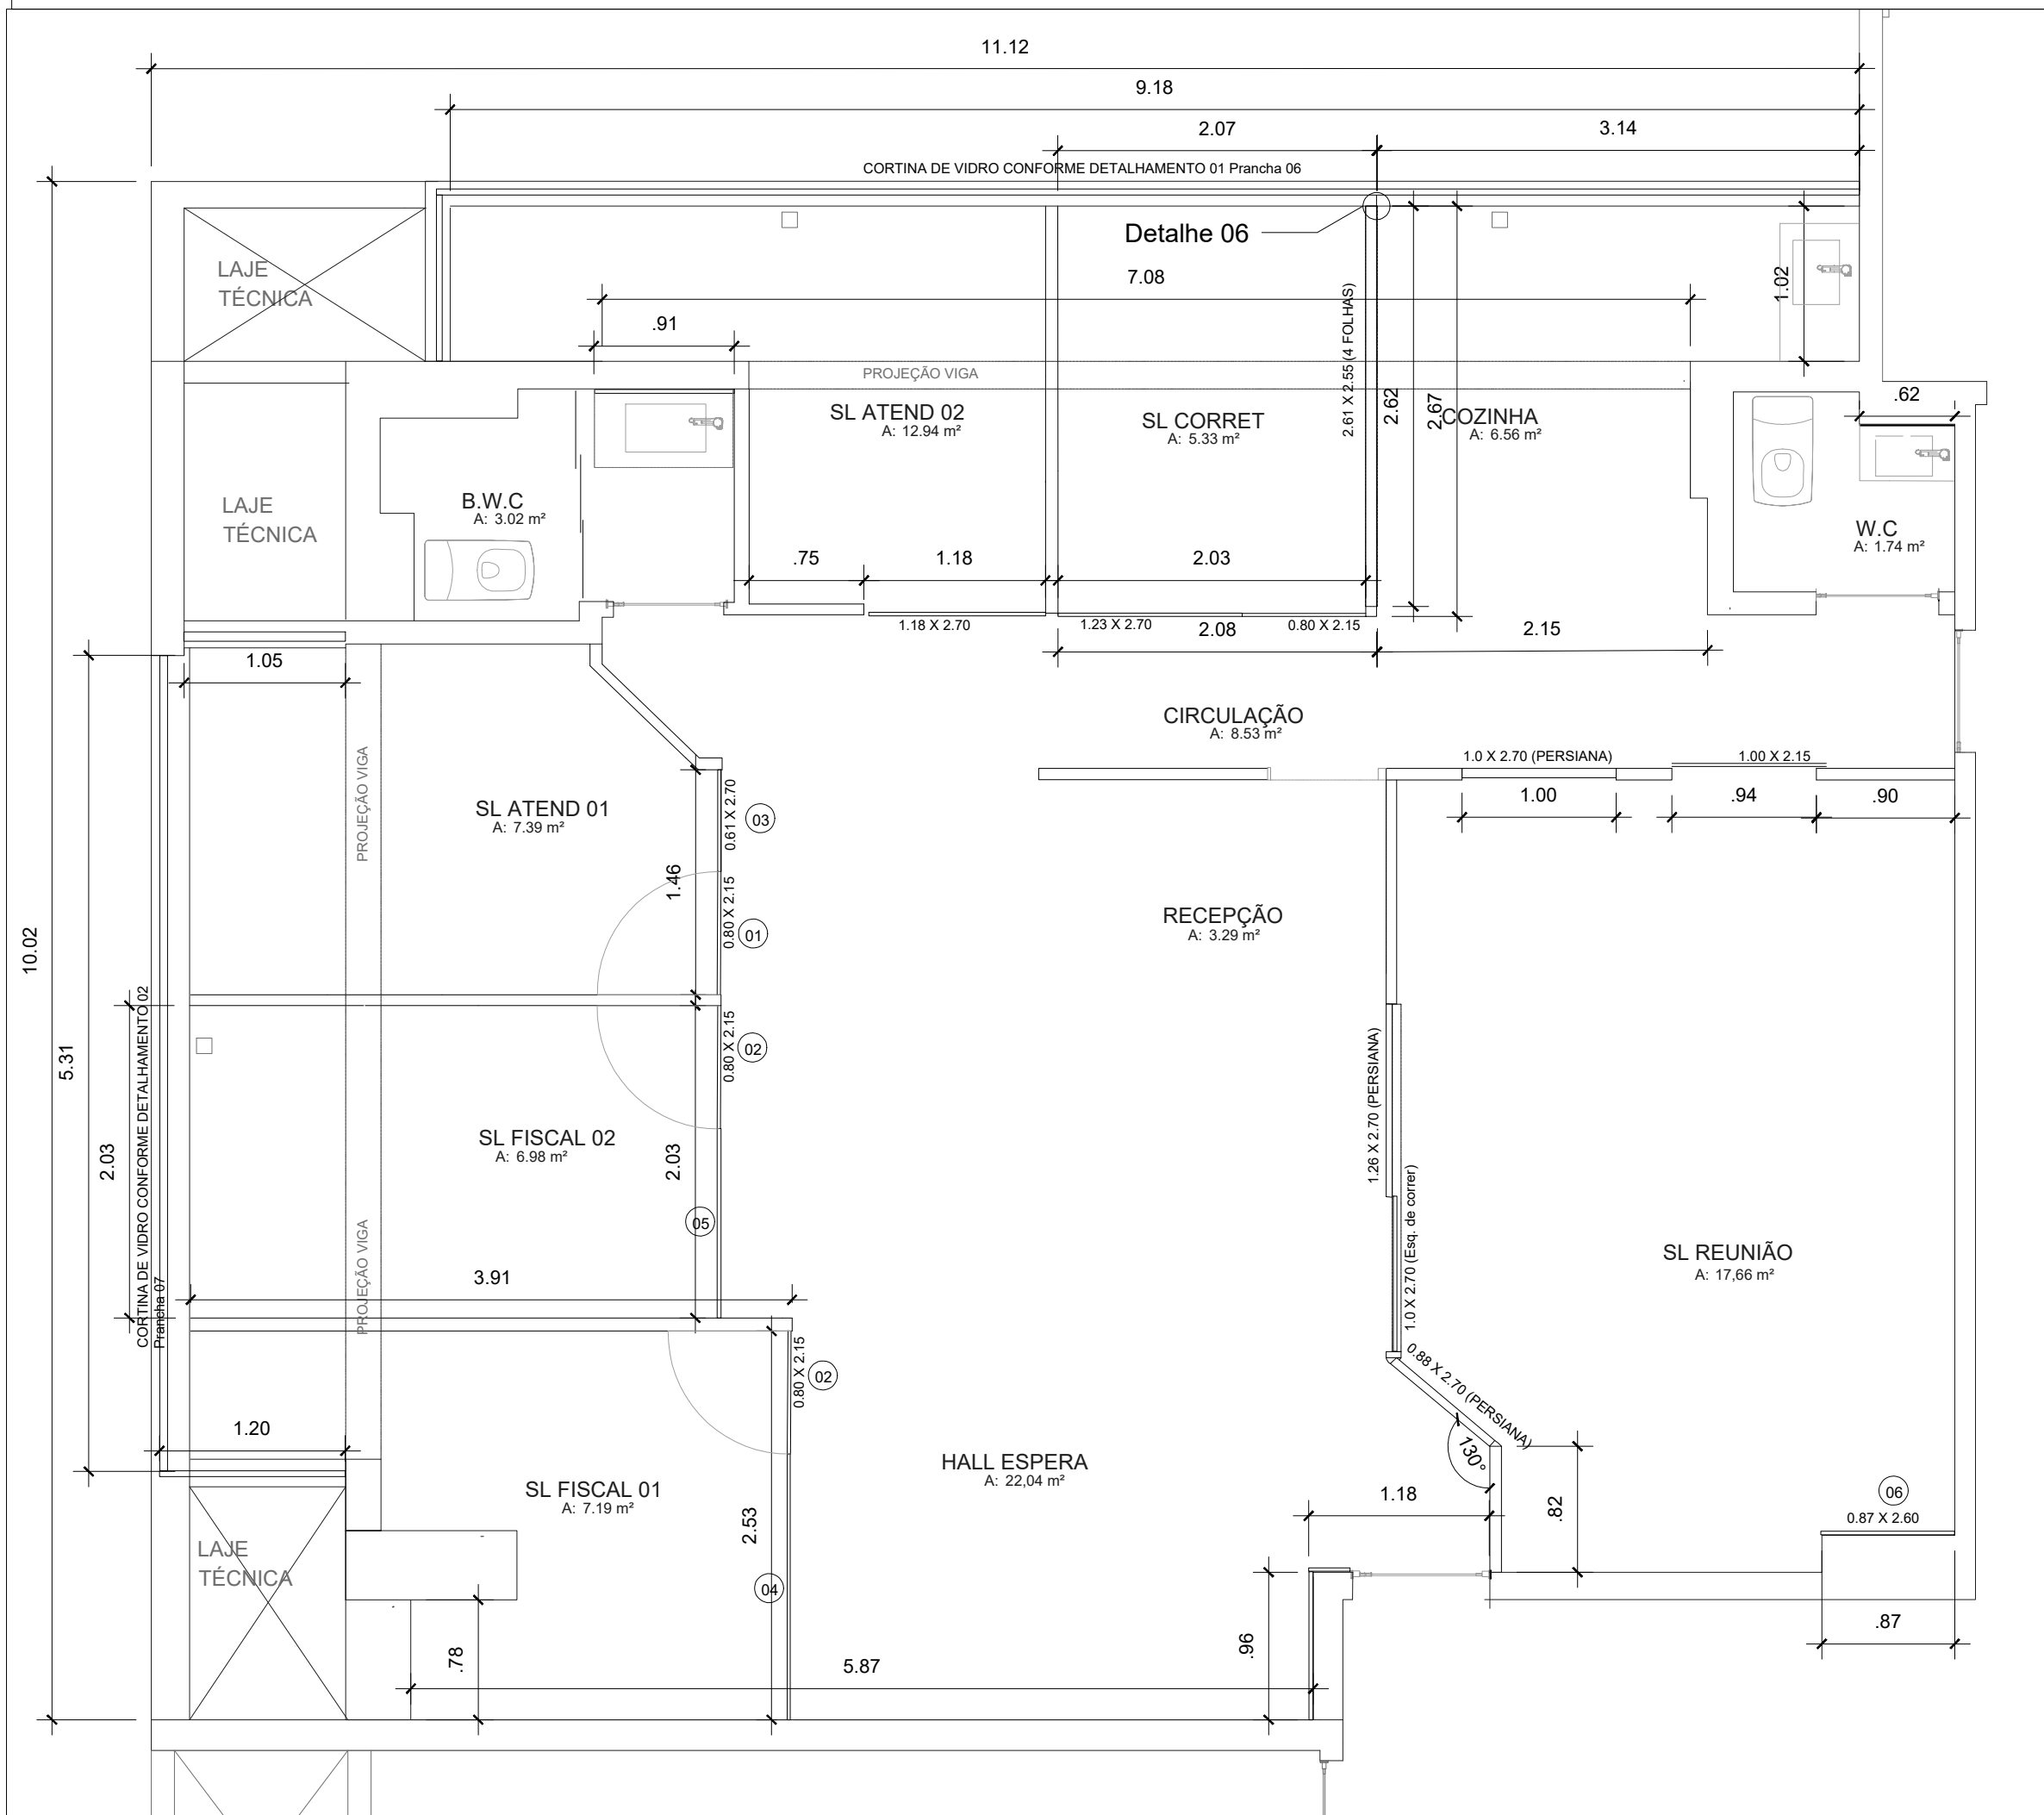 11.12
9.18
2.07
3.14
CORTINA DE VIDRO CONFORME DETALHAMENTO 01 Prancha 06
Detalhe 06
7.08
.91
LAJE
TÉCNICA
1.02
2.61 X 2.55 (4 FOLHAS)
2.62
2.67
PROJEÇÃO VIGA
SL ATEND 02
A: 12.94 m²
SL CORRET
A: 5.33 m²
COZINHA
A: 6.56 m²
.62
B.W.C
A: 3.02 m²
LAJE
TÉCNICA
W.C
A: 1.74 m²
.75
1.18
2.03
1.18 X 2.70
1.23 X 2.70
2.08
0.80 X 2.15
2.15
1.05
CIRCULAÇÃO
A: 8.53 m²
1.0 X 2.70 (PERSIANA)
1.00 X 2.15
1.00
.94
.90
PROJEÇÃO VIGA
SL ATEND 01
A: 7.39 m²
0.61 X 2.70
03
1.46
0.80 X 2.15
01
RECEPÇÃO
A: 3.29 m²
10.02
5.31
2.03
CORTINA DE VIDRO CONFORME DETALHAMENTO 02
Prancha 07
0.80 X 2.15
02
SL FISCAL 02
A: 6.98 m²
2.03
05
1.26 X 2.70 (PERSIANA)
1.0 X 2.70 (Esq. de correr)
SL REUNIÃO
A: 17,66 m²
3.91
PROJEÇÃO VIGA
0.80 X 2.15
02
0.88 X 2.70 (PERSIANA)
130°
1.20
HALL ESPERA
A: 22,04 m²
SL FISCAL 01
A: 7.19 m²
2.53
1.18
.82
06
0.87 X 2.60
LAJE
TÉCNICA
04
.78
5.87
.96
.87